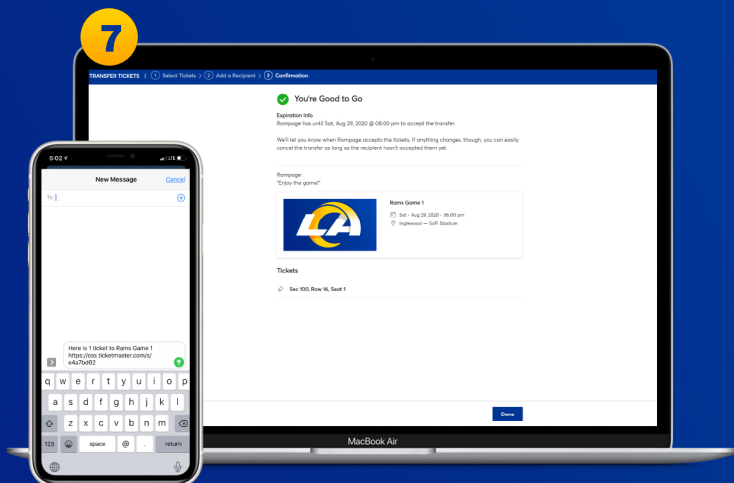 7
TRANSFER TICKETS | 1 Select Tickets > 2 Add a Recipient > 3 Confirmation
You're Good to Go
Expiration Info
Rampage has until Sat, Aug 29, 2020 @ 08:00 pm to accept the transfer.
We'll let you know when Rampage accepts the tickets. If anything changes, though, you can easily
cancel the transfer as long as the recipient hasn't accepted them yet.
Rampage
"Enjoy the game!"
LA
Rams Game 1
Sat - Aug 29, 2020 - 06:00 pm
Inglewood — SoFi Stadium
Tickets
Sec 100, Row 16, Seat 1
Done
MacBook Air
5:02
LTE
New Message
Cancel
To:
Here is 1 ticket to Rams Game 1
https://oss.ticketmaster.com/s/
e4a7bd62
q w e r t y u i o p
a s d f g h j k l
z x c v b n m
123 space @ . return